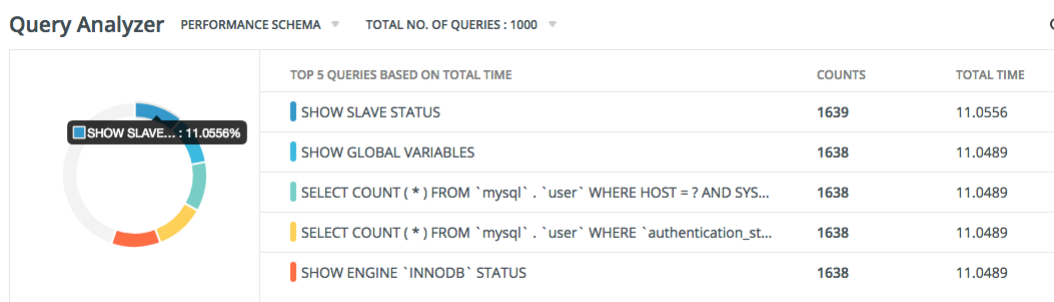 Query Analyzer PERFORMANCE SCHEMA TOTAL NO. OF QUERIES : 1000
TOP 5 QUERIES BASED ON TOTAL TIME COUNTS TOTAL TIME
SHOW SLAVE STATUS 1639 11.0556
SHOW SLAVE... : 11.0556%
SHOW GLOBAL VARIABLES 1638 11.0489
SELECT COUNT ( * ) FROM `mysql` . `user` WHERE HOST = ? AND SYS... 1638 11.0489
SELECT COUNT ( * ) FROM `mysql` . `user` WHERE `authentication_st... 1638 11.0489
SHOW ENGINE `INNODB` STATUS 1638 11.0489